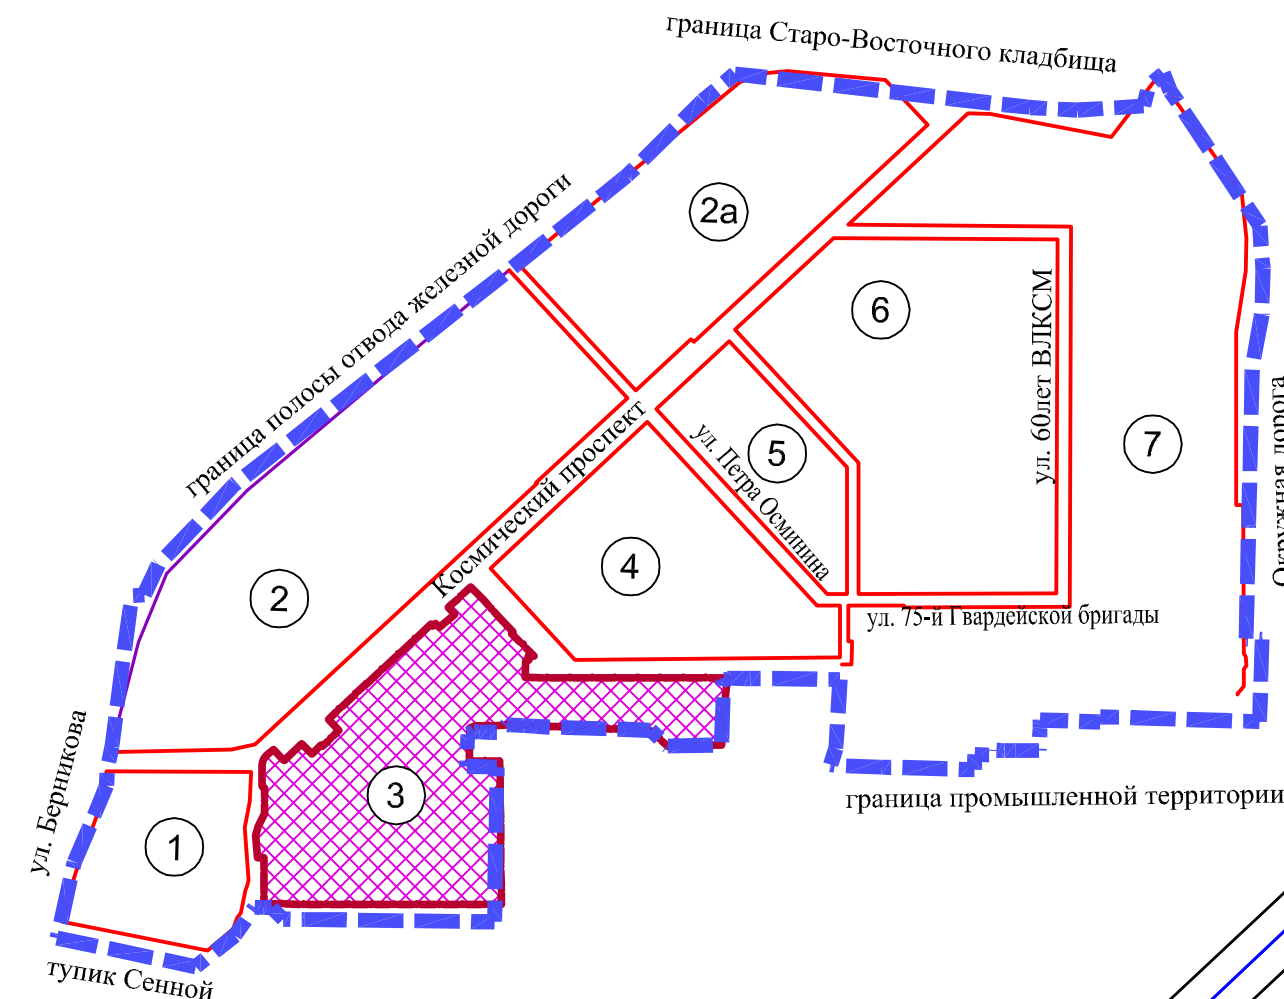 граница Старо-Восточного кладбища
2а
граница полосы отвода железной дороги
6
ул. 60лет ВЛКСМ
7
Окружная дорога
Космический проспект
ул. Петра Осминина
5
4
2
ул. 75-й Гвардейской бригады
3
граница промышленной территории
ул. Берникова
1
тупик Сенной